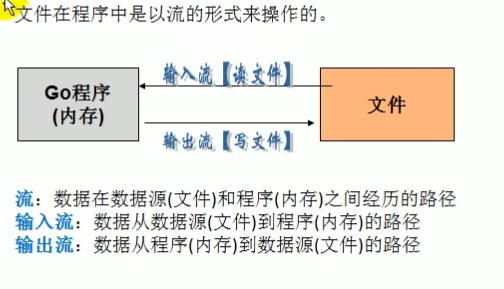 文件在程序中是以流的形式来操作的。
输入流【读文件】
Go程序
(内存)
文件
输出流【写文件】
流：数据在数据源(文件)和程序(内存)之间经历的路径
输入流：数据从数据源(文件)到程序(内存)的路径
输出流：数据从程序(内存)到数据源(文件)的路径